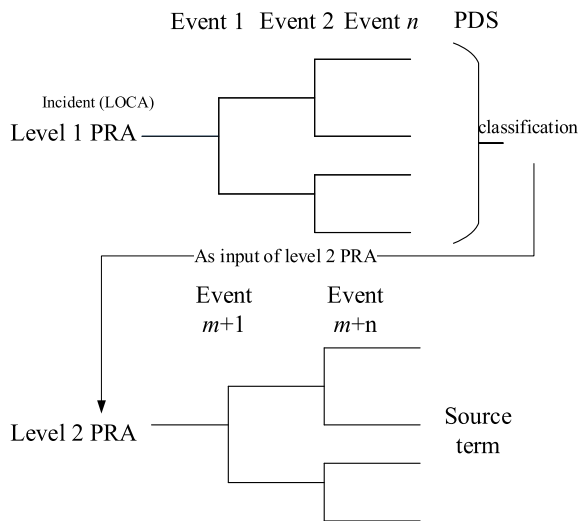 Event 1 Event 2 Event n PDS
Incident (LOCA)
Level 1 PRA
classification
As input of level 2 PRA
Event
m+1
Event
m+n
Level 2 PRA
Source
term